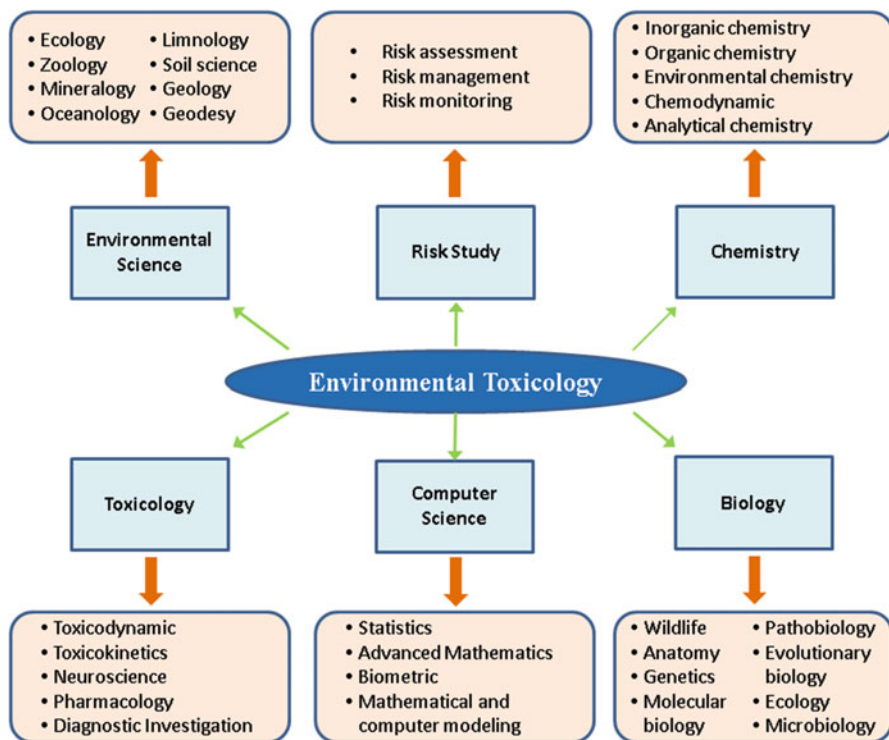 • Ecology
• Zoology
• Mineralogy
• Oceanology
• Limnology
• Soil science
• Geology
• Geodesy
• Risk assessment
• Risk management
• Risk monitoring
• Inorganic chemistry
• Organic chemistry
• Environmental chemistry
• Chemodynamic
• Analytical chemistry
Environmental
Science
Risk Study
Chemistry
Environmental Toxicology
Toxicology
Computer
Science
Biology
• Toxicodynamic
• Toxicokinetics
• Neuroscience
• Pharmacology
• Diagnostic Investigation
• Statistics
• Advanced Mathematics
• Biometric
• Mathematical and
computer modeling
• Wildlife
• Anatomy
• Genetics
• Molecular
biology
• Pathobiology
• Evolutionary
biology
• Ecology
• Microbiology